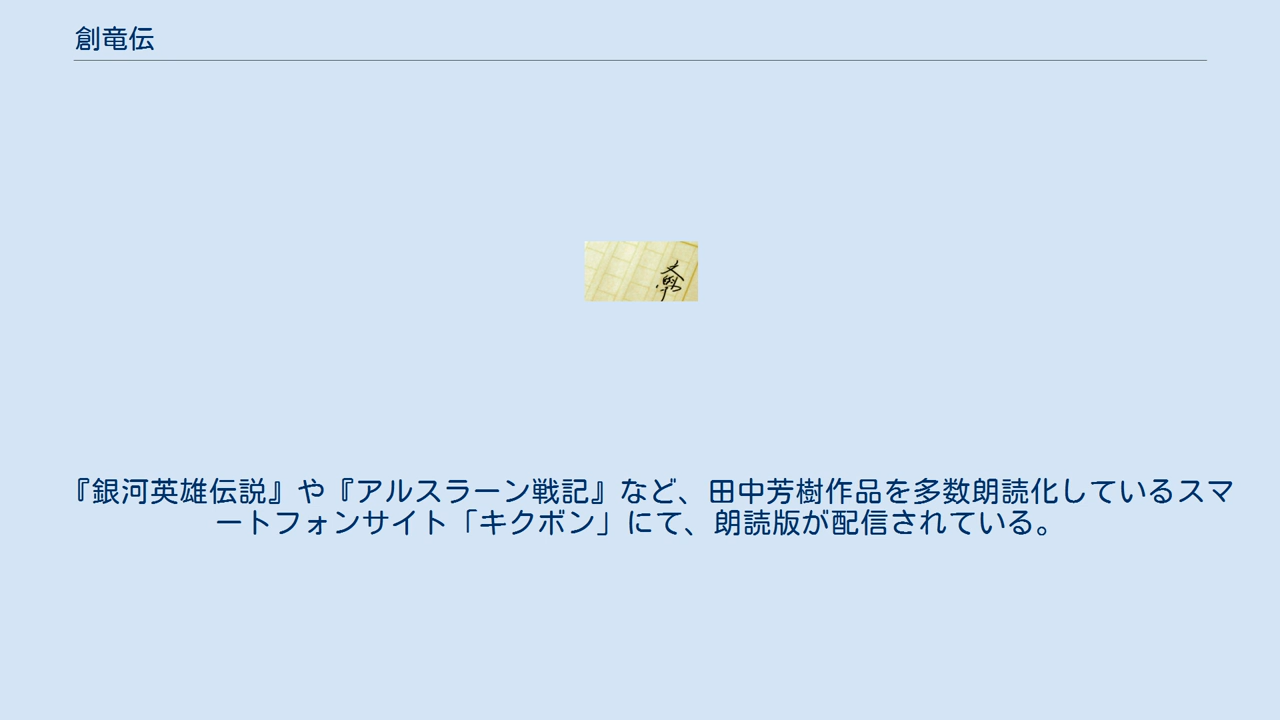 創竜伝
『銀河英雄伝説』や『アルスラーン戦記』など、田中芳樹作品を多数朗読化しているスマ
ートフォンサイト「キクボン」にて、朗読版が配信されている。